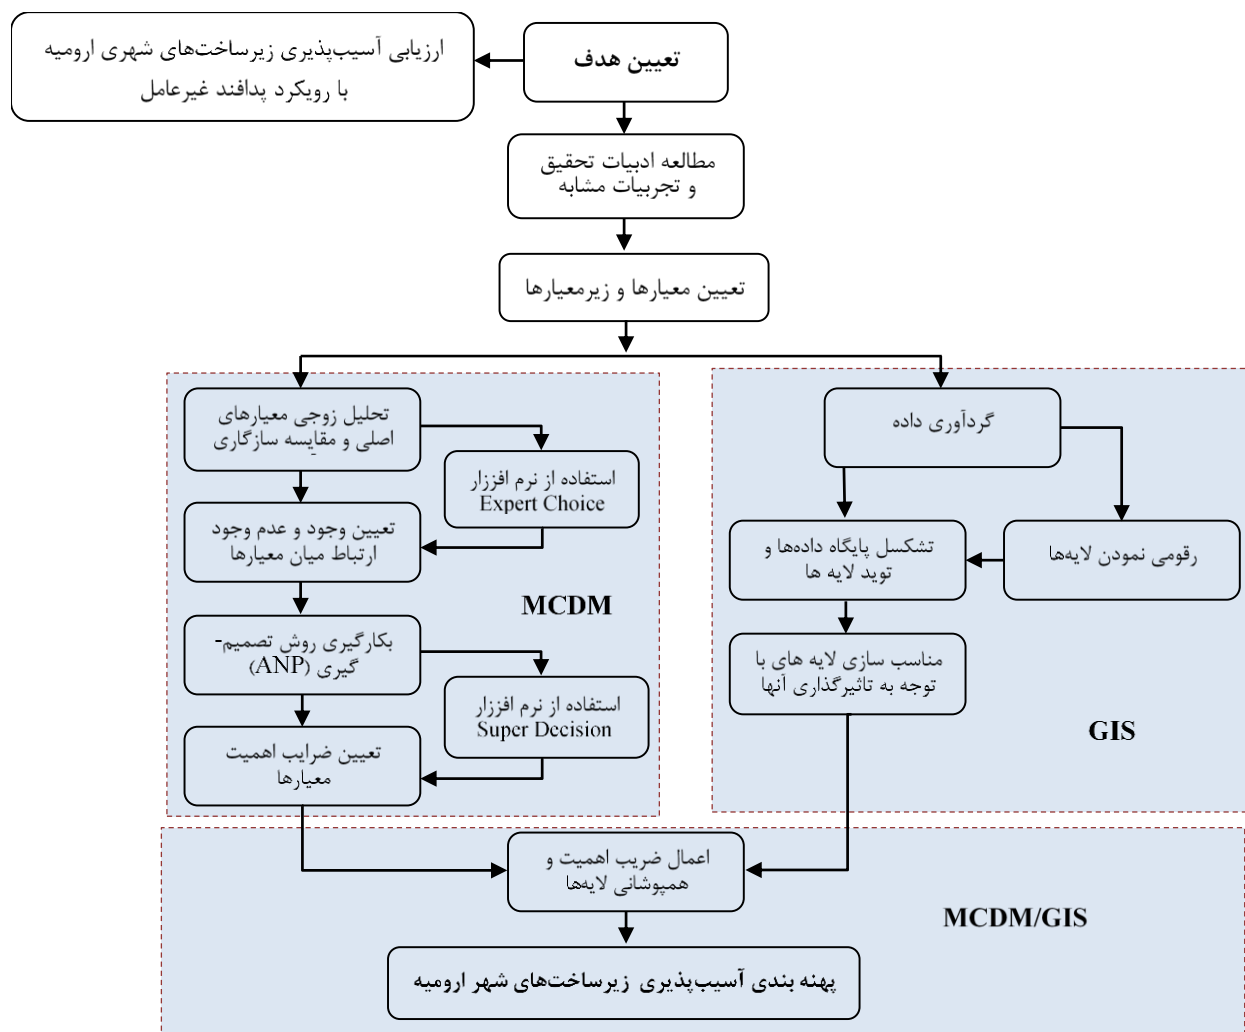 تعیین هدف
ارزیابی آسیب‌پذیری زیرساخت‌های شهری ارومیه
با رویکرد پدافند غیرعامل
مطالعه ادبیات تحقیق
و تجربیات مشابه
تعیین معیارها و زیرمعیارها
گردآوری داده
رقومی نمودن لایه‌ها
تشکسل پایگاه داده‌ها و
توید لایه ها
مناسب سازی لایه های با
توجه به تاثیرگذاری آنها
GIS
تحلیل زوجی معیارهای
اصلی و مقایسه سازگاری
استفاده از نرم افززار
Expert Choice
تعیین وجود و عدم وجود
ارتباط میان معیارها
MCDM
بکارگیری روش تصمیم-
گیری (ANP)
استفاده از نرم افززار
Super Decision
تعیین ضرایب اهمیت
معیارها
اعمال ضریب اهمیت و
همپوشانی لایه‌ها
MCDM/GIS
پهنه بندی آسیب‌پذیری زیرساخت‌های شهر ارومیه